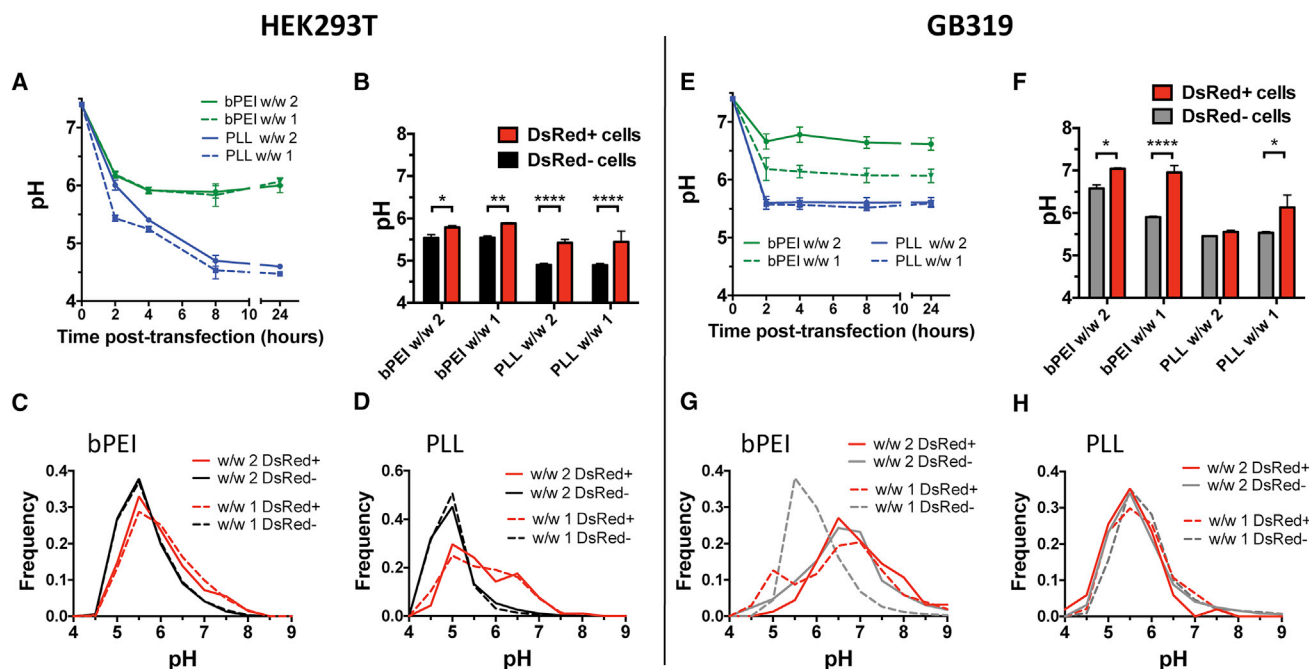 HEK293T
GB319
A
bPEI w/w 2
bPEI w/w 1
PLL w/w 2
PLL w/w 1
pH
7
6
5
4
0 2 4 6 8 10 24
Time post-transfection (hours)
B
DsRed+ cells
DsRed- cells
pH
8
7
6
5
4
* ** **** ****
bPEI w/w 2
bPEI w/w 1
PLL w/w 2
PLL w/w 1
E
pH
7
6
5
4
bPEI w/w 2
bPEI w/w 1
PLL w/w 2
PLL w/w 1
0 2 4 6 8 10 24
Time post-transfection (hours)
F
DsRed+ cells
DsRed- cells
pH
8
7
6
5
4
* **** *
bPEI w/w 2
bPEI w/w 1
PLL w/w 2
PLL w/w 1
C
bPEI
w/w 2 DsRed+
w/w 2 DsRed-
w/w 1 DsRed+
w/w 1 DsRed-
Frequency
0.4
0.3
0.2
0.1
0.0
4 5 6 7 8 9
pH
D
PLL
w/w 2 DsRed+
w/w 2 DsRed-
w/w 1 DsRed+
w/w 1 DsRed-
Frequency
0.6
0.4
0.2
0.0
4 5 6 7 8 9
pH
G
bPEI
w/w 2 DsRed+
w/w 2 DsRed-
w/w 1 DsRed+
w/w 1 DsRed-
Frequency
0.4
0.3
0.2
0.1
0.0
4 5 6 7 8 9
pH
H
PLL
w/w 2 DsRed+
w/w 2 DsRed-
w/w 1 DsRed+
w/w 1 DsRed-
Frequency
0.4
0.3
0.2
0.1
0.0
4 5 6 7 8 9
pH